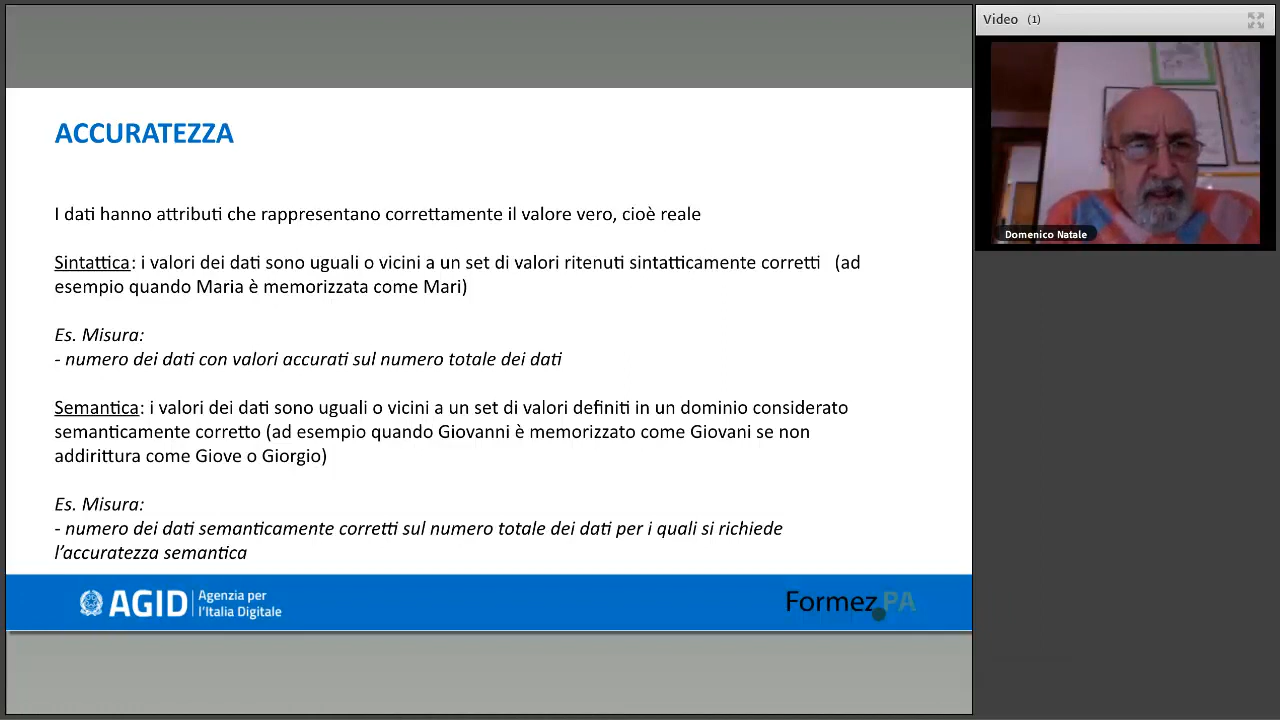 Video (1)
Domenico Natale
ACCURATEZZA
I dati hanno attributi che rappresentano correttamente il valore vero, cioè reale
Sintattica: i valori dei dati sono uguali o vicini a un set di valori ritenuti sintatticamente corretti (ad
esempio quando Maria è memorizzata come Mari)
Es. Misura:
- numero dei dati con valori accurati sul numero totale dei dati
Semantica: i valori dei dati sono uguali o vicini a un set di valori definiti in un dominio considerato
semanticamente corretto (ad esempio quando Giovanni è memorizzato come Giovani se non
addirittura come Giove o Giorgio)
Es. Misura:
- numero dei dati semanticamente corretti sul numero totale dei dati per i quali si richiede
l'accuratezza semantica
AGID Agenzia per
l'Italia Digitale
Formez PA